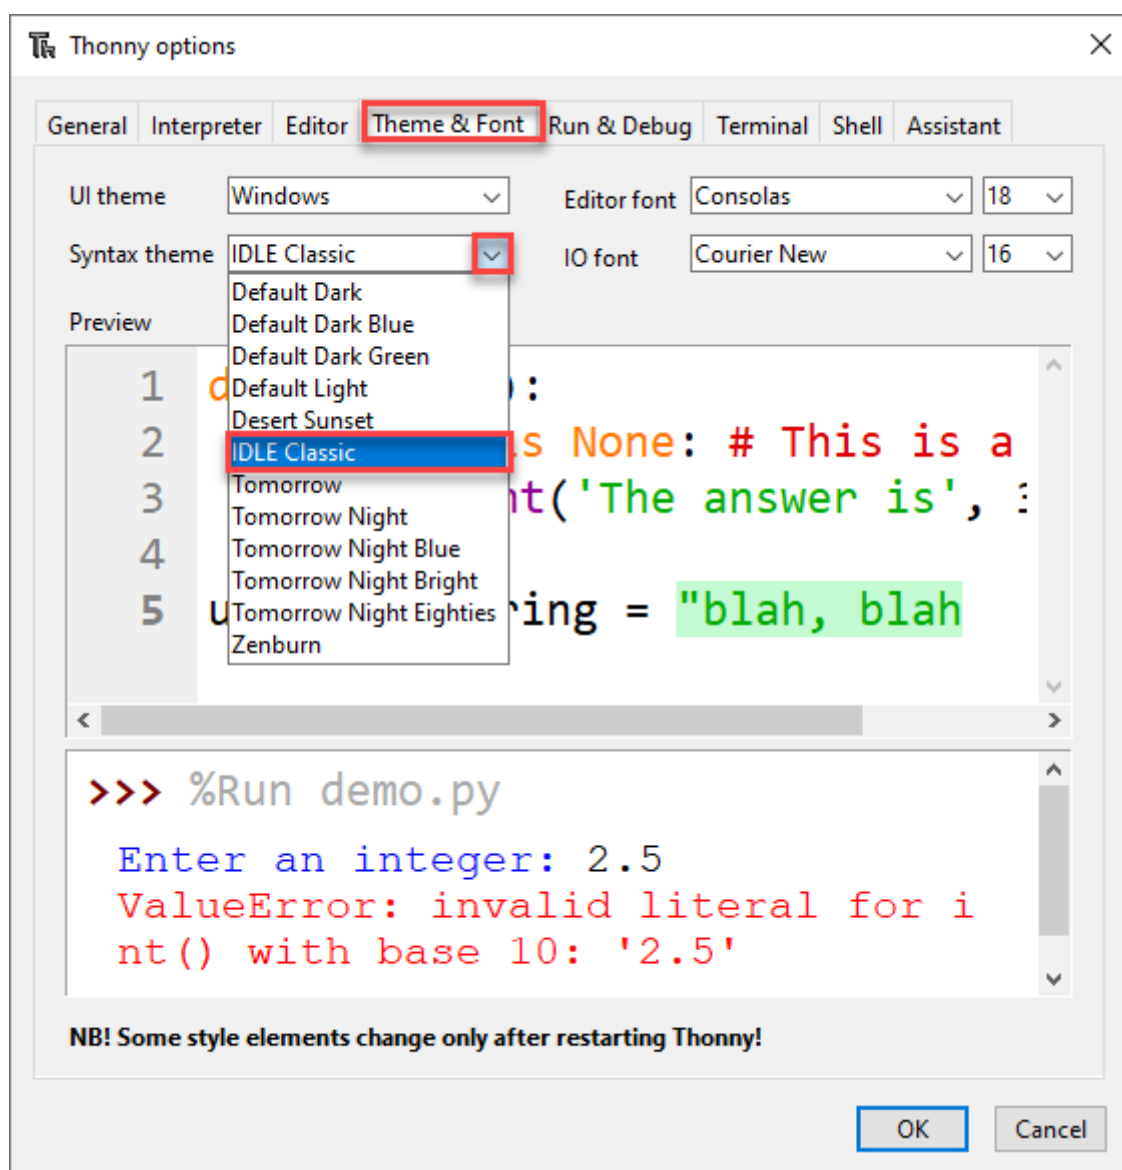 Thonny options
General Interpreter Editor Theme & Font Run & Debug Terminal Shell Assistant
UI theme Windows Editor font Consolas 18
Syntax theme IDLE Classic IO font Courier New 16
Default Dark
Preview
Default Dark Blue
Default Dark Green
Default Light
Desert Sunset
IDLE Classic
Tomorrow
Tomorrow Night
Tomorrow Night Blue
Tomorrow Night Bright
Tomorrow Night Eighties
Zenburn
1 ):
2 None: # This is a
3 ('The answer is',
4
5 = "blah, blah
>>> %Run demo.py
Enter an integer: 2.5
ValueError: invalid literal for i
nt() with base 10: '2.5'
NB! Some style elements change only after restarting Thonny!
OK Cancel